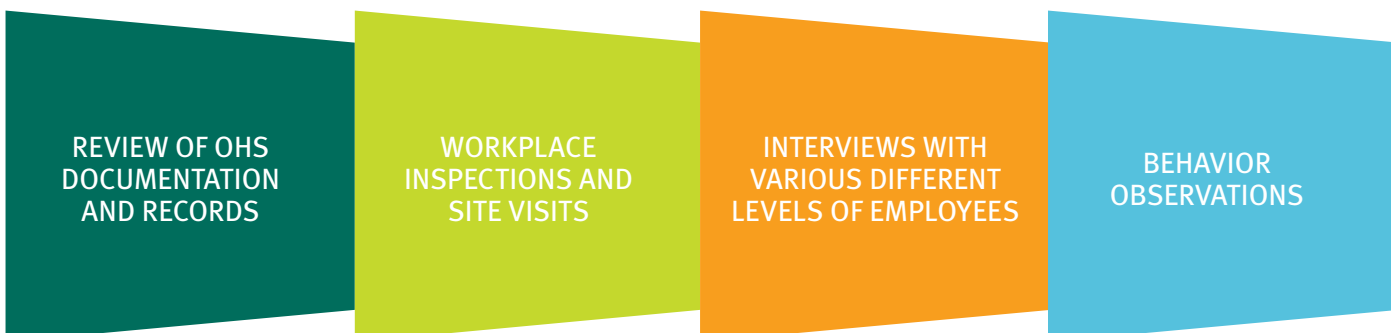 REVIEW OF OHS
DOCUMENTATION
AND RECORDS
WORKPLACE
INSPECTIONS AND
SITE VISITS
INTERVIEWS WITH
VARIOUS DIFFERENT
LEVELS OF EMPLOYEES
BEHAVIOR
OBSERVATIONS